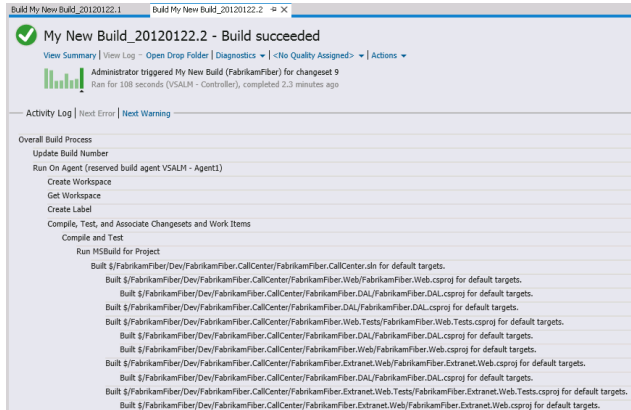 Build My New Build_20120122.1 Build My New Build_20120122.2
My New Build_20120122.2 - Build succeeded
View Summary | View Log - Open Drop Folder | Diagnostics | <No Quality Assigned> | Actions
Administrator triggered My New Build (FabrikamFiber) for changeset 9
Ran for 108 seconds (VSALM - Controller), completed 2.3 minutes ago
Activity Log | Next Error | Next Warning
Overall Build Process
Update Build Number
Run On Agent (reserved build agent VSALM - Agent1)
Create Workspace
Get Workspace
Create Label
Compile, Test, and Associate Changesets and Work Items
Compile and Test
Run MSBuild for Project
Built $/FabrikamFiber/Dev/FabrikamFiber.CallCenter/FabrikamFiber.CallCenter.sln for default targets.
Built $/FabrikamFiber/Dev/FabrikamFiber.CallCenter/FabrikamFiber.Web/FabrikamFiber.Web.csproj for default targets.
Built $/FabrikamFiber/Dev/FabrikamFiber.CallCenter/FabrikamFiber.DAL/FabrikamFiber.DAL.csproj for default targets.
Built $/FabrikamFiber/Dev/FabrikamFiber.CallCenter/FabrikamFiber.DAL/FabrikamFiber.DAL.csproj for default targets.
Built $/FabrikamFiber/Dev/FabrikamFiber.CallCenter/FabrikamFiber.Web.Tests/FabrikamFiber.Web.Tests.csproj for default targets.
Built $/FabrikamFiber/Dev/FabrikamFiber.CallCenter/FabrikamFiber.DAL/FabrikamFiber.DAL.csproj for default targets.
Built $/FabrikamFiber/Dev/FabrikamFiber.CallCenter/FabrikamFiber.Web/FabrikamFiber.Web.csproj for default targets.
Built $/FabrikamFiber/Dev/FabrikamFiber.CallCenter/FabrikamFiber.Extranet.Web/FabrikamFiber.Extranet.Web.csproj for default targets.
Built $/FabrikamFiber/Dev/FabrikamFiber.CallCenter/FabrikamFiber.DAL/FabrikamFiber.DAL.csproj for default targets.
Built $/FabrikamFiber/Dev/FabrikamFiber.CallCenter/FabrikamFiber.Extranet.Web.Tests/FabrikamFiber.Extranet.Web.Tests.csproj for default targets.
Built $/FabrikamFiber/Dev/FabrikamFiber.CallCenter/FabrikamFiber.Extranet.Web/FabrikamFiber.Extranet.Web.csproj for default targets.